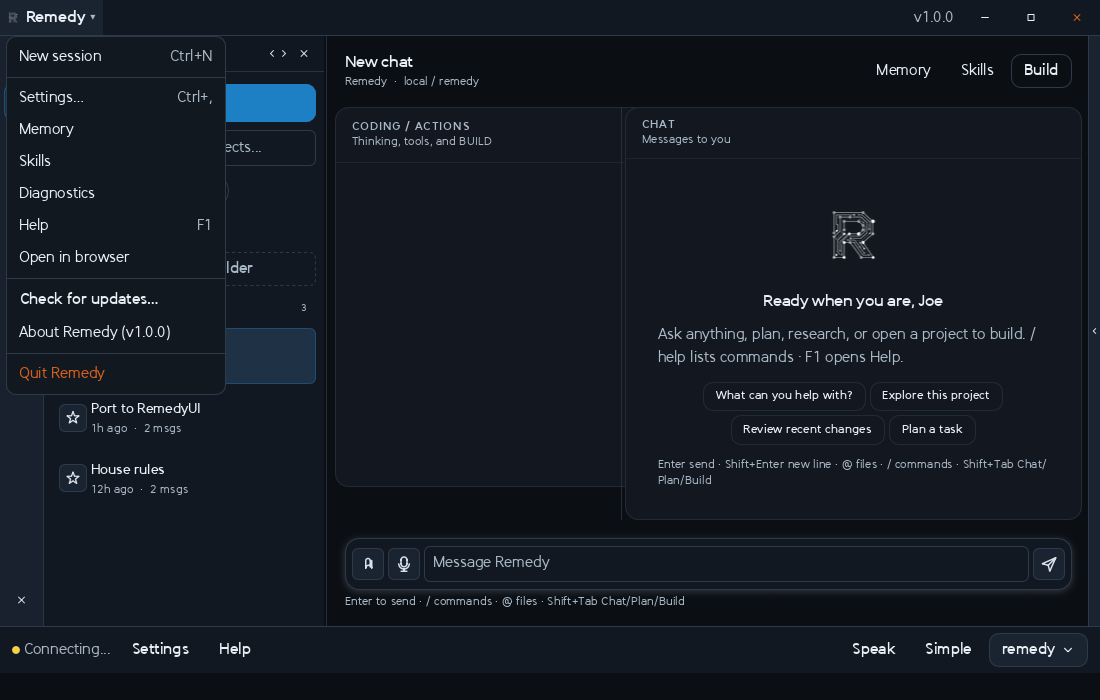 Remedy ▾
v1.0.0
New session Ctrl+N
Settings... Ctrl+,
Memory
Skills
Diagnostics
Help F1
Open in browser
Check for updates...
About Remedy (v1.0.0)
Quit Remedy
ects...
lder
3
Port to RemedyUI
1h ago · 2 msgs
House rules
12h ago · 2 msgs
New chat
Remedy · local / remedy
Memory Skills Build
CODING / ACTIONS
Thinking, tools, and BUILD
CHAT
Messages to you
Ready when you are, Joe
Ask anything, plan, research, or open a project to build. /
help lists commands · F1 opens Help.
What can you help with? Explore this project
Review recent changes Plan a task
Enter send · Shift+Enter new line · @ files · / commands · Shift+Tab Chat/
Plan/Build
Message Remedy
Enter to send · / commands · @ files · Shift+Tab Chat/Plan/Build
Connecting... Settings Help
Speak Simple remedy